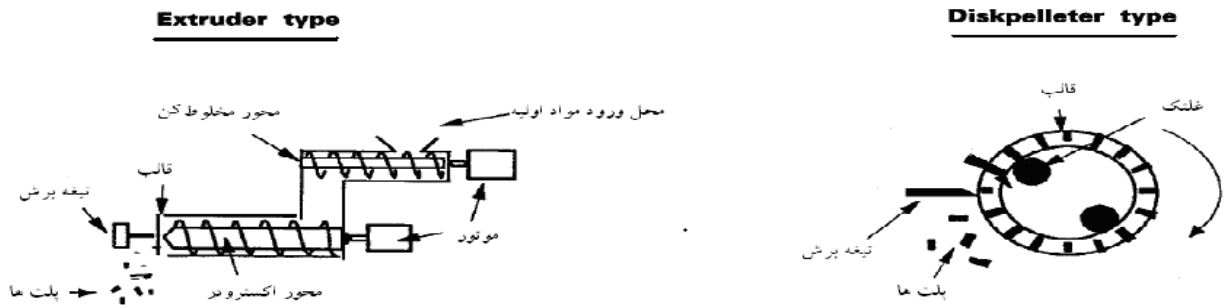 Extruder type
Diskpelleter type
محور مخلوط کن
محل ورود مواد اولیه
قالب
تیغه برش
موتور
محور اکسترودر
پلت ها
قالب
غلتک
تیغه برش
پلت ها